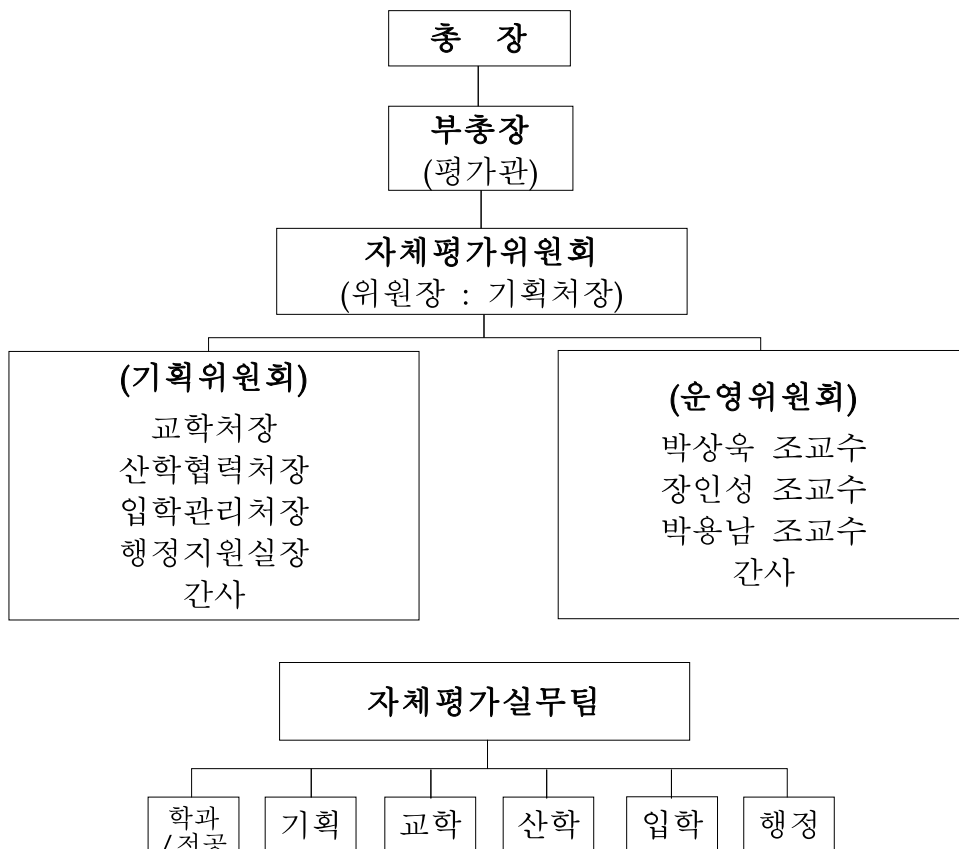 총 장
부총장
(평가관)
자체평가위원회
(위원장 : 기획처장)
(기획위원회)
교학처장
산학협력처장
입학관리처장
행정지원실장
간사
(운영위원회)
박상욱 조교수
장인성 조교수
박용남 조교수
간사
자체평가실무팀
학과
/전공
기획
교학
산학
입학
행정